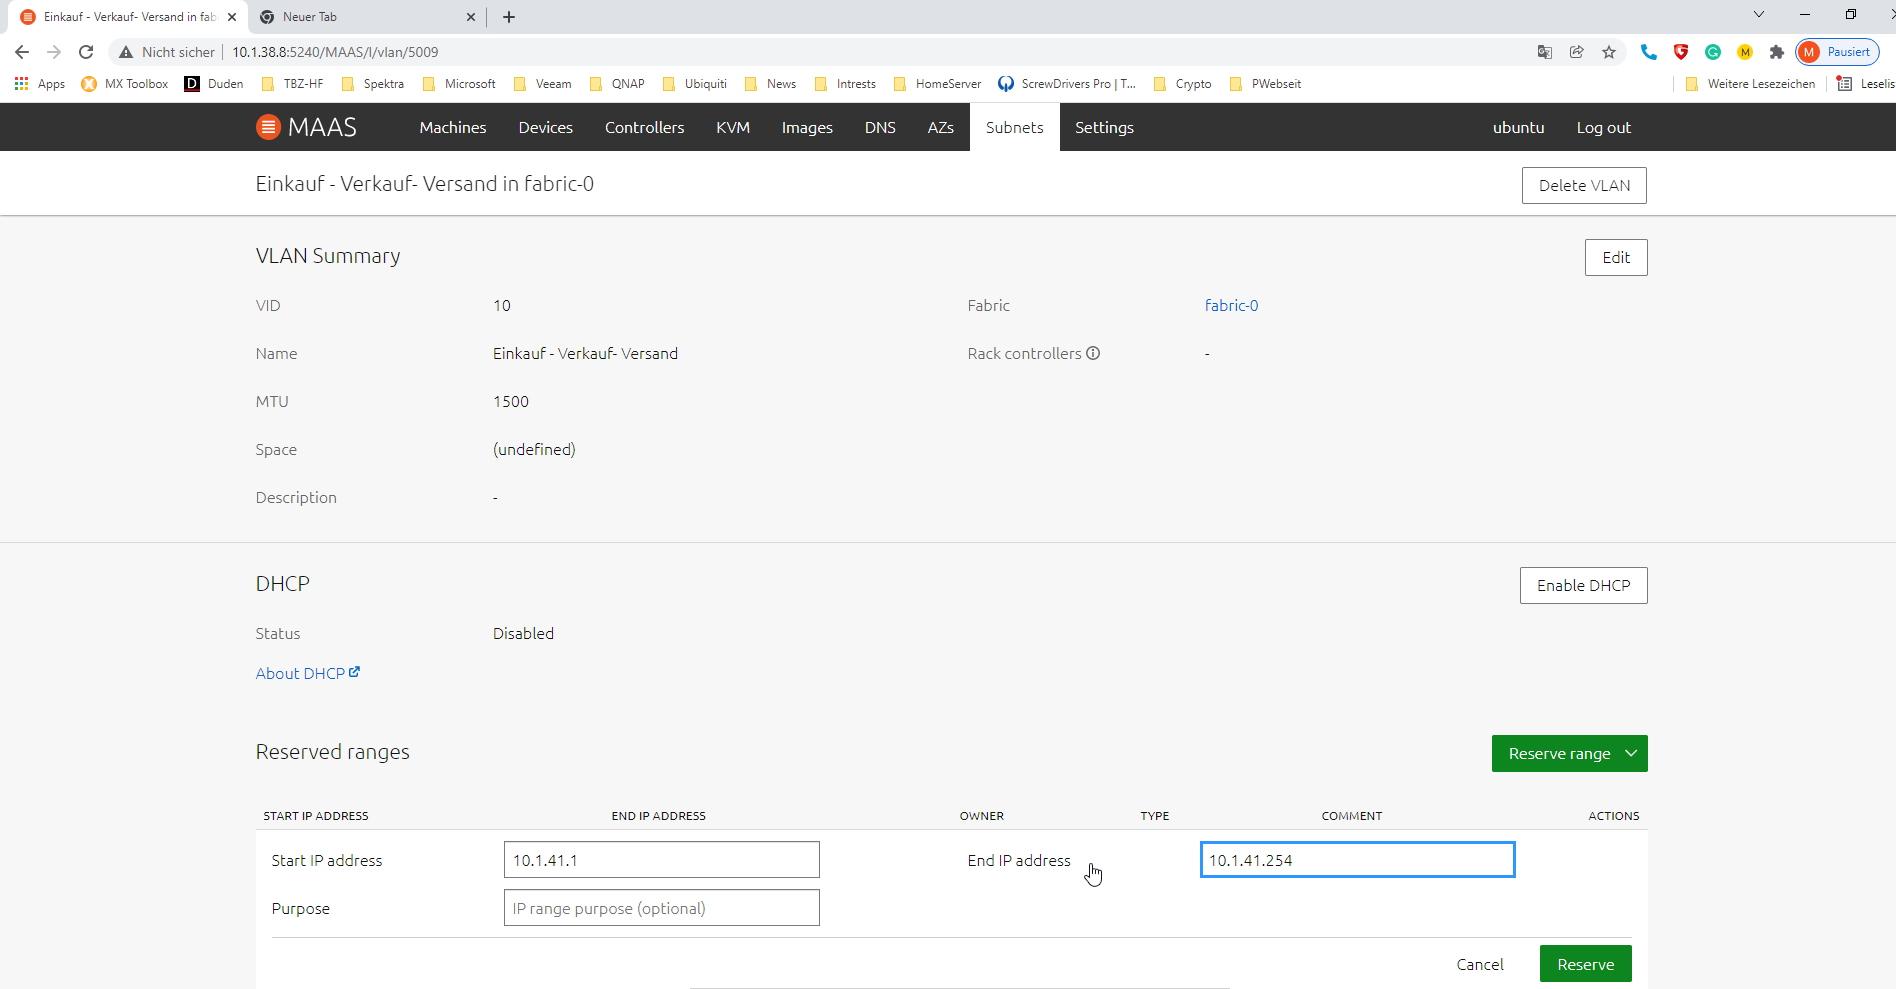 Einkauf - Verkauf- Versand in fab
Neuer Tab
Nicht sicher
10.1.38.8:5240/MAAS/l/vlan/5009
M Pausiert
Apps
MX Toolbox
D Duden
TBZ-HF
Spektra
Microsoft
Veeam
QNAP
Ubiquiti
News
Intrests
HomeServer
ScrewDrivers Pro | T...
Crypto
PWebseit
Weitere Lesezeichen
Leselis
MAAS
Machines
Devices
Controllers
KVM
Images
DNS
AZs
Subnets
Settings
ubuntu
Log out
Einkauf - Verkauf- Versand in fabric-0
Delete VLAN
VLAN Summary
Edit
VID
10
Fabric
fabric-0
Name
Einkauf - Verkauf- Versand
Rack controllers
-
MTU
1500
Space
(undefined)
Description
-
DHCP
Enable DHCP
Status
Disabled
About DHCP
Reserved ranges
Reserve range
START IP ADDRESS
END IP ADDRESS
OWNER
TYPE
COMMENT
ACTIONS
Start IP address
10.1.41.1
End IP address
10.1.41.254
Purpose
IP range purpose (optional)
Cancel
Reserve